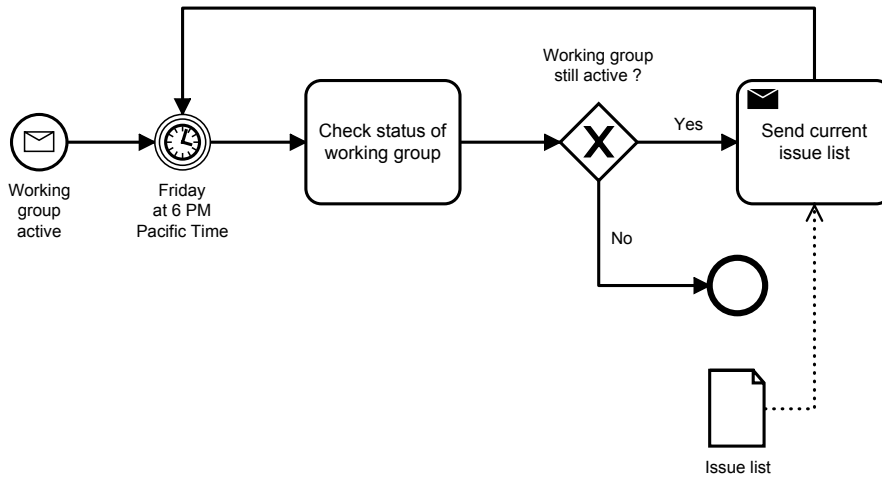 Working group
still active ?
Check status of
working group
Yes
Send current
issue list
Working
group
active
Friday
at 6 PM
Pacific Time
No
Issue list